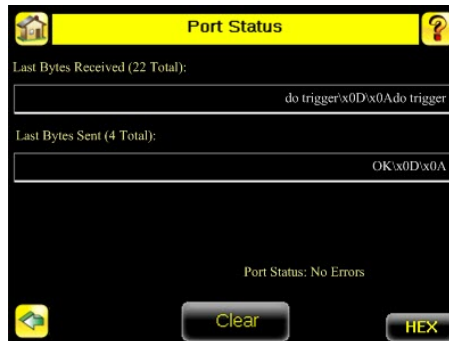 Port Status
?
Last Bytes Received (22 Total):
do trigger\x0D\x0Ado trigger
Last Bytes Sent (4 Total):
OK\x0D\x0A
Port Status: No Errors
Clear
HEX